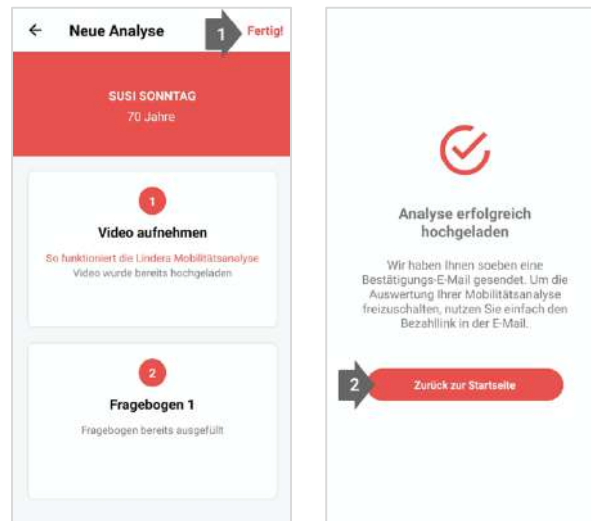 Neue Analyse
1
Fertig!
SUSI SONNTAG
70 Jahre
1
Video aufnehmen
So funktioniert die Lindera Mobilitätsanalyse
Video wurde bereits hochgeladen
2
Fragebogen 1
Fragebogen bereits ausgefüllt
Analyse erfolgreich
hochgeladen
Wir haben Ihnen soeben eine
Bestätigungs-E-Mail gesendet. Um die
Auswertung Ihrer Mobilitätsanalyse
freizuschalten, nutzen Sie einfach den
Bezahllink in der E-Mail.
2
Zurück zur Startseite